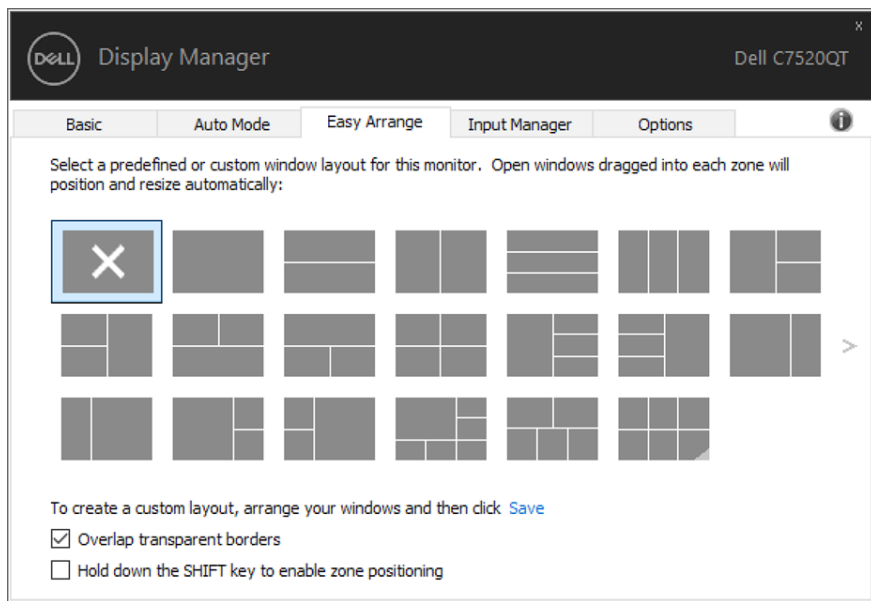 x
DELL
Display Manager
Dell C7520QT
Basic
Auto Mode
Easy Arrange
Input Manager
Options
i
Select a predefined or custom window layout for this monitor. Open windows dragged into each zone will
position and resize automatically:
>
To create a custom layout, arrange your windows and then click Save
Overlap transparent borders
Hold down the SHIFT key to enable zone positioning